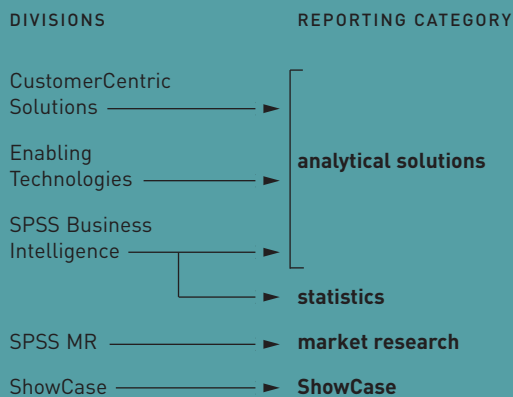 DIVISIONS REPORTING CATEGORY
CustomerCentric
Solutions
Enabling
Technologies
analytical solutions
SPSS Business
Intelligence
statistics
SPSS MR market research
ShowCase ShowCase